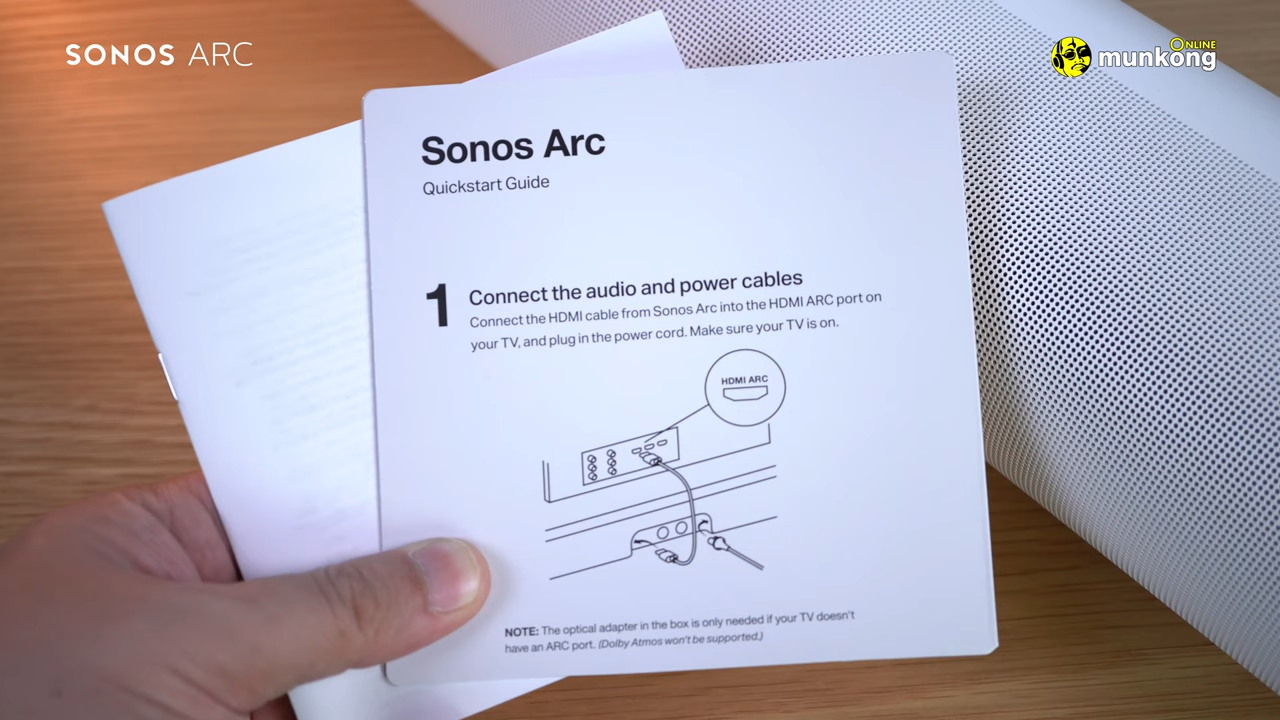 SONOS ARC
ONLINE
munkong
Sonos Arc
Quickstart Guide
1
Connect the audio and power cables
Connect the HDMI cable from Sonos Arc into the HDMI ARC port on
your TV, and plug in the power cord. Make sure your TV is on.
HDMI ARC
NOTE: The optical adapter in the box is only needed if your TV doesn't
have an ARC port. (Dolby Atmos won't be supported.)